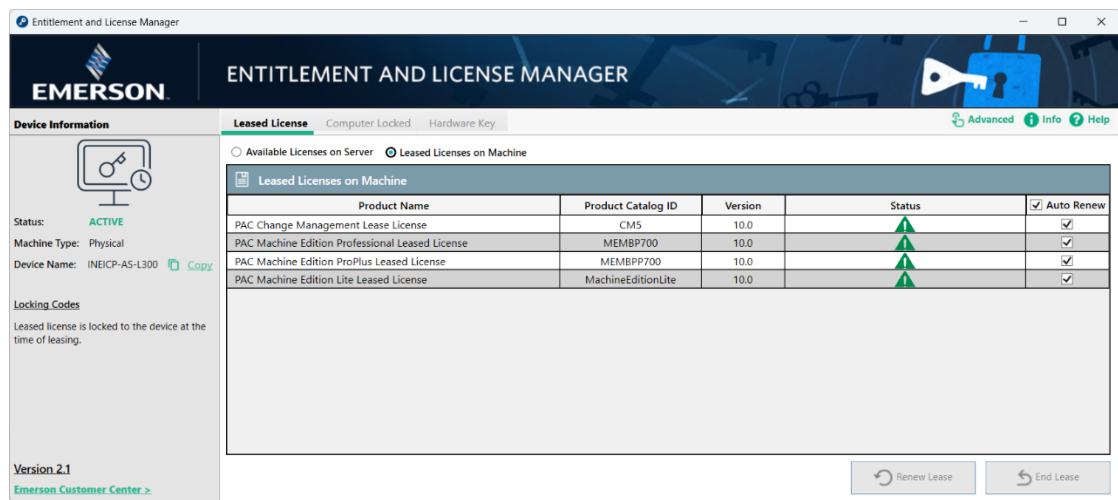 Entitlement and License Manager
EMERSON.
ENTITLEMENT AND LICENSE MANAGER
Device Information
Leased License Computer Locked Hardware Key
Advanced Info Help
Available Licenses on Server Leased Licenses on Machine
Leased Licenses on Machine
Product Name Product Catalog ID Version Status Auto Renew
PAC Change Management Lease License CM5 10.0
PAC Machine Edition Professional Leased License MEMBP700 10.0
PAC Machine Edition ProPlus Leased License MEMBPP700 10.0
PAC Machine Edition Lite Leased License MachineEditionLite 10.0
Status: ACTIVE
Machine Type: Physical
Device Name: INEICP-AS-L300 Copy
Locking Codes
Leased license is locked to the device at the
time of leasing.
Version 2.1
Emerson Customer Center >
Renew Lease End Lease